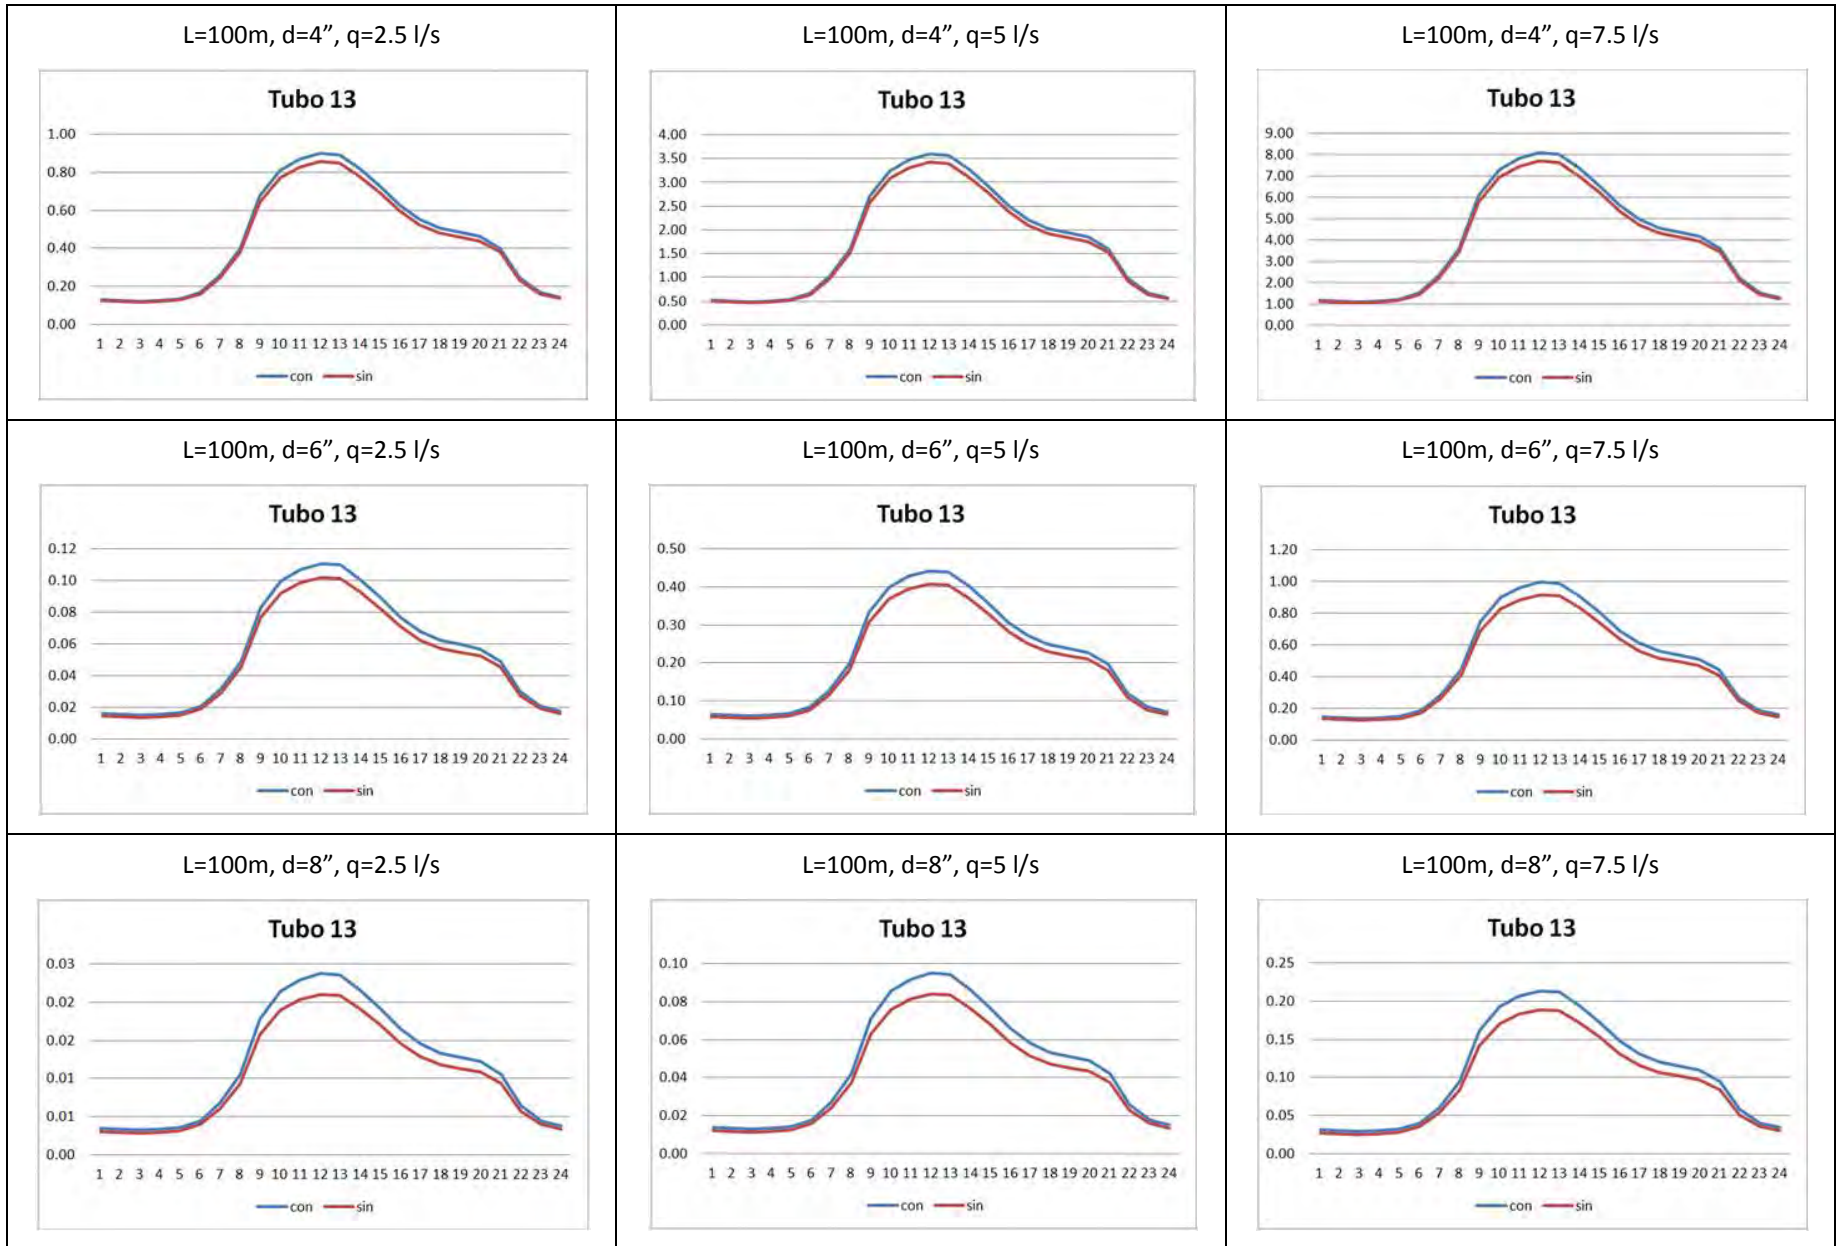 L=100m, d=4”, q=2.5 l/s
Tubo 13
1.00
0.80
0.60
0.40
0.20
0.00
1 2 3 4 5 6 7 8 9 10 11 12 13 14 15 16 17 18 19 20 21 22 23 24
con sin
L=100m, d=4”, q=5 l/s
Tubo 13
4.00
3.50
3.00
2.50
2.00
1.50
1.00
0.50
0.00
1 2 3 4 5 6 7 8 9 10 11 12 13 14 15 16 17 18 19 20 21 22 23 24
con sin
L=100m, d=4”, q=7.5 l/s
Tubo 13
9.00
8.00
7.00
6.00
5.00
4.00
3.00
2.00
1.00
0.00
1 2 3 4 5 6 7 8 9 10 11 12 13 14 15 16 17 18 19 20 21 22 23 24
con sin
L=100m, d=6”, q=2.5 l/s
Tubo 13
0.12
0.10
0.08
0.06
0.04
0.02
0.00
1 2 3 4 5 6 7 8 9 10 11 12 13 14 15 16 17 18 19 20 21 22 23 24
con sin
L=100m, d=6”, q=5 l/s
Tubo 13
0.50
0.40
0.30
0.20
0.10
0.00
1 2 3 4 5 6 7 8 9 10 11 12 13 14 15 16 17 18 19 20 21 22 23 24
con sin
L=100m, d=6”, q=7.5 l/s
Tubo 13
1.20
1.00
0.80
0.60
0.40
0.20
0.00
1 2 3 4 5 6 7 8 9 10 11 12 13 14 15 16 17 18 19 20 21 22 23 24
con sin
L=100m, d=8”, q=2.5 l/s
Tubo 13
0.03
0.02
0.02
0.01
0.01
0.00
1 2 3 4 5 6 7 8 9 10 11 12 13 14 15 16 17 18 19 20 21 22 23 24
con sin
L=100m, d=8”, q=5 l/s
Tubo 13
0.10
0.08
0.06
0.04
0.02
0.00
1 2 3 4 5 6 7 8 9 10 11 12 13 14 15 16 17 18 19 20 21 22 23 24
con sin
L=100m, d=8”, q=7.5 l/s
Tubo 13
0.25
0.20
0.15
0.10
0.05
0.00
1 2 3 4 5 6 7 8 9 10 11 12 13 14 15 16 17 18 19 20 21 22 23 24
con sin